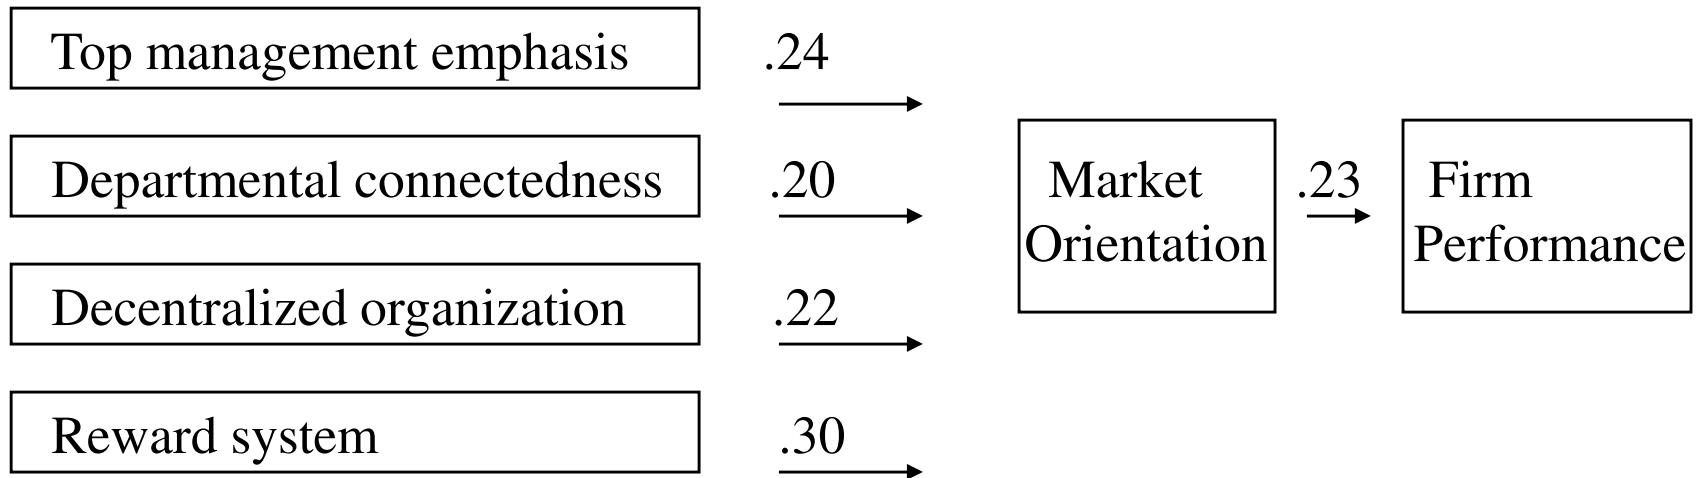 Top management emphasis
.24
Departmental connectedness
.20
Market
Orientation
.23
Firm
Performance
Decentralized organization
.22
Reward system
.30